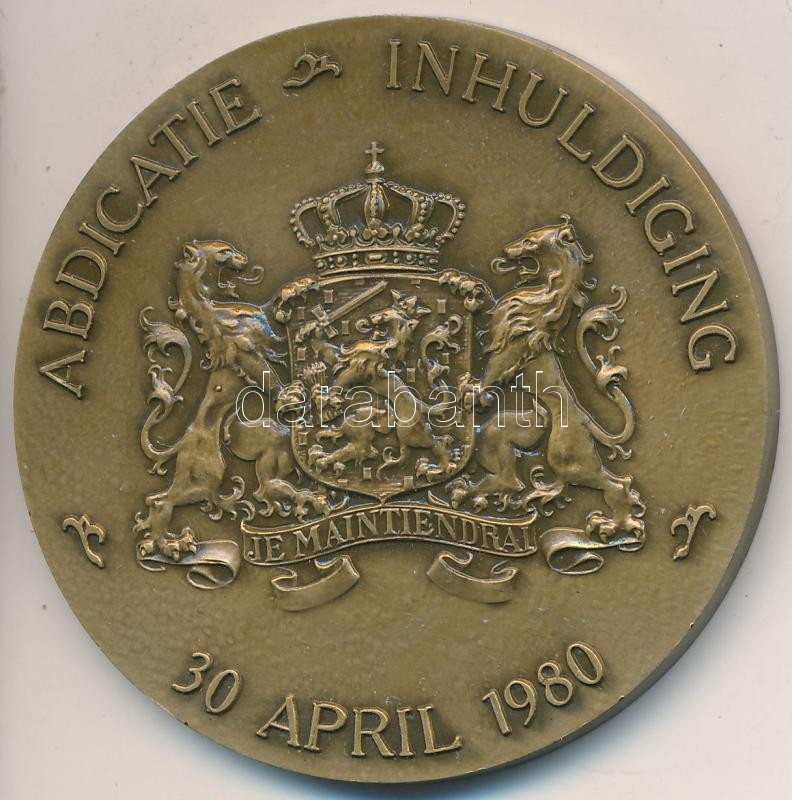 ABDICATIE INHULDIGING
JE MAINTIENDRAI
30 APRIL 1980
darabanth